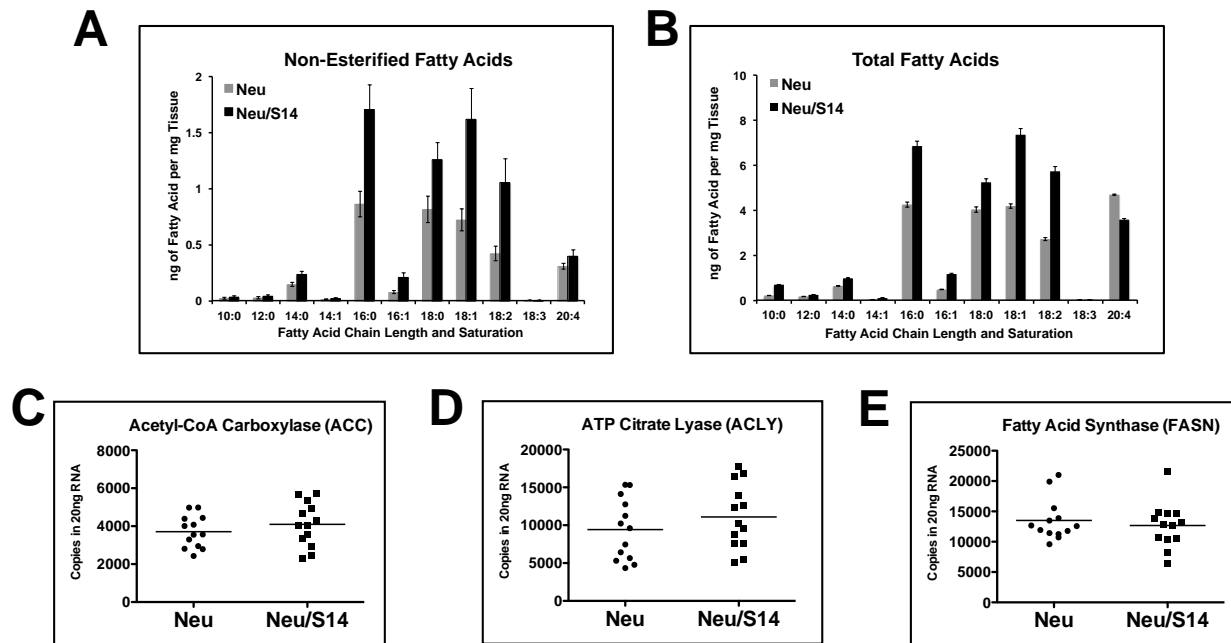 A
Non-Esterified Fatty Acids
Neu
Neu/S14
ng of Fatty Acid per mg Tissue
2
1.5
1
0.5
0
10:0 12:0 14:0 14:1 16:0 16:1 18:0 18:1 18:2 18:3 20:4
Fatty Acid Chain Length and Saturation
B
Total Fatty Acids
Neu
Neu/S14
ng of Fatty Acid per mg Tissue
10
8
6
4
2
0
10:0 12:0 14:0 14:1 16:0 16:1 18:0 18:1 18:2 18:3 20:4
Fatty Acid Chain Length and Saturation
C
Acetyl-CoA Carboxylase (ACC)
Copies in 20ng RNA
8000
6000
4000
2000
0
Neu Neu/S14
D
ATP Citrate Lyase (ACLY)
Copies in 20ng RNA
20000
15000
10000
5000
0
Neu Neu/S14
E
Fatty Acid Synthase (FASN)
Copies in 20ng RNA
25000
20000
15000
10000
5000
0
Neu Neu/S14